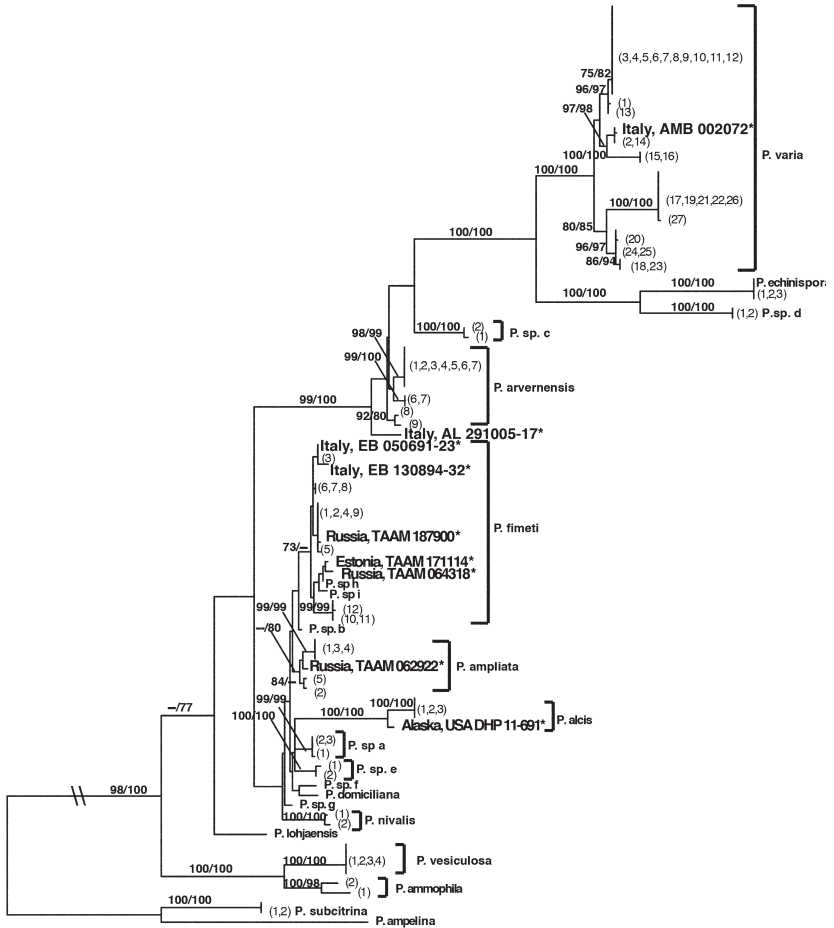 (3,4,5,6,7,8,9,10,11,12)
75/82
96/97
(1)
(13)
97/98
Italy, AMB 002072*
(2,14)
100/100
(15,16)
P. varia
100/100
100/100
(17,19,21,22,26)
(27)
80/85
(20)
96/97
(24,25)
86/94
(18,23)
100/100
P. echinispora
100/100
100/100
(1,2,3)
(1,2) P.sp. d
100/100
(2)
(1)
P. sp. c
98/99
99/100
(1,2,3,4,5,6,7)
P. arvernensis
99/100
(6,7)
(8)
92/80
(9)
Italy, AL 291005-17*
Italy, EB 050691-23*
(3)
Italy, EB 130894-32*
(6,7,8)
(1,2,4,9)
P. fimeti
Russia, TAAM 187900*
73/–
(5)
Estonia, TAAM 171114*
Russia, TAAM 064318*
P. sp h
P. sp i
99/99
99/99
(12)
(10,11)
--/80
P. sp. b
(1,3,4)
Russia, TAAM 062922*
P. ampliata
84/–
(5)
(2)
99/99
100/100
100/100
(1,2,3)
100/100
Alaska, USA DHP 11-691*
P. alcis
–/77
(2,3)
(1)
P. sp a
(1)
(2)
P. sp. e
P. sp. f
98/100
P. domiciliana
P. sp. g
100/100
(1)
(2)
P. nivalis
P. lohjaensis
100/100
100/100
(1,2,3,4)
P. vesiculosa
100/98
(2)
(1)
P. ammophila
100/100
(1,2) P. subcitrina
P. ampelina